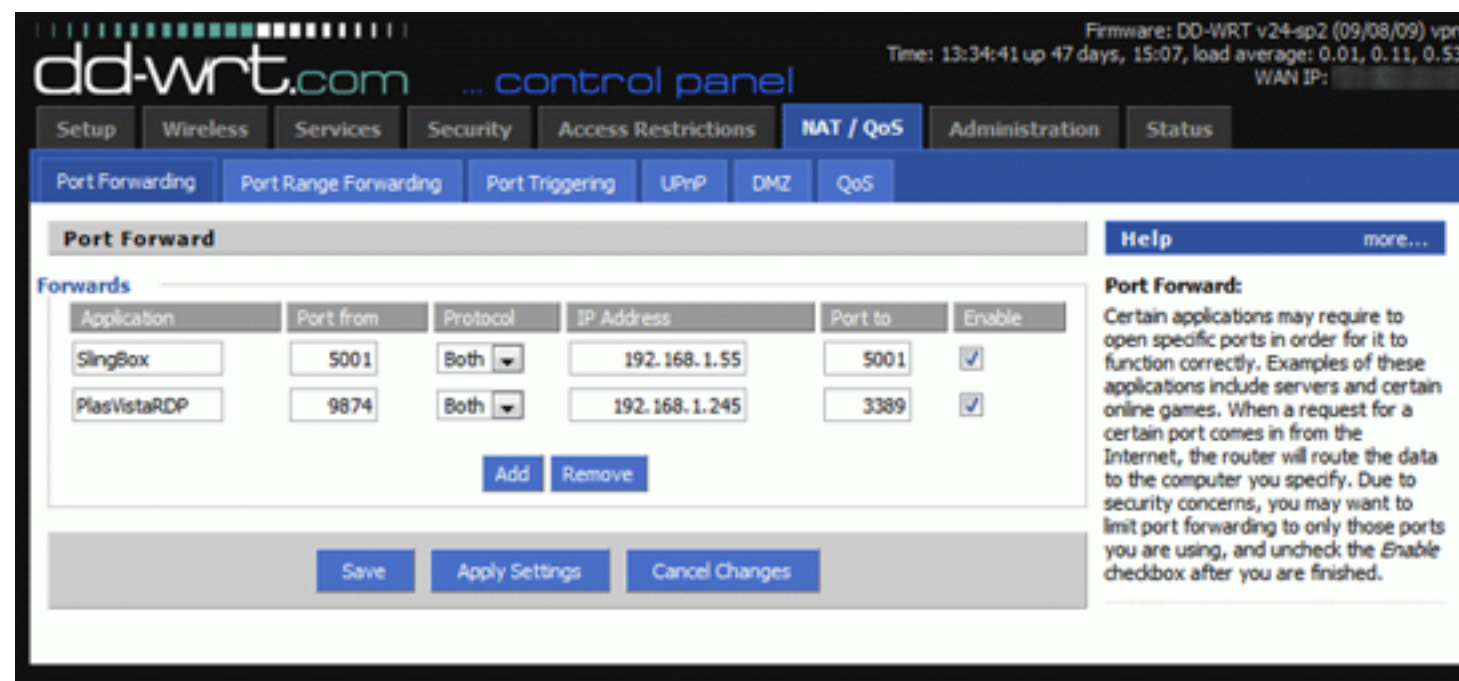 Firmware: DD-WRT v24-sp2 (09/08/09) vpn
Time: 13:34:41 up 47 days, 15:07, load average: 0.01, 0.11, 0.53
WAN IP:
dd-wrt.com ... control panel
Setup Wireless Services Security Access Restrictions NAT / QoS Administration Status
Port Forwarding Port Range Forwarding Port Triggering UPnP DMZ QoS
Port Forward
Forwards
Application Port from Protocol IP Address Port to Enable
SlingBox 5001 Both 192.168.1.55 5001
PlasVistaRDP 9874 Both 192.168.1.245 3389
Add Remove
Save Apply Settings Cancel Changes
Help more...
Port Forward:
Certain applications may require to
open specific ports in order for it to
function correctly. Examples of these
applications include servers and certain
online games. When a request for a
certain port comes in from the
Internet, the router will route the data
to the computer you specify. Due to
security concerns, you may want to
limit port forwarding to only those ports
you are using, and uncheck the Enable
checkbox after you are finished.